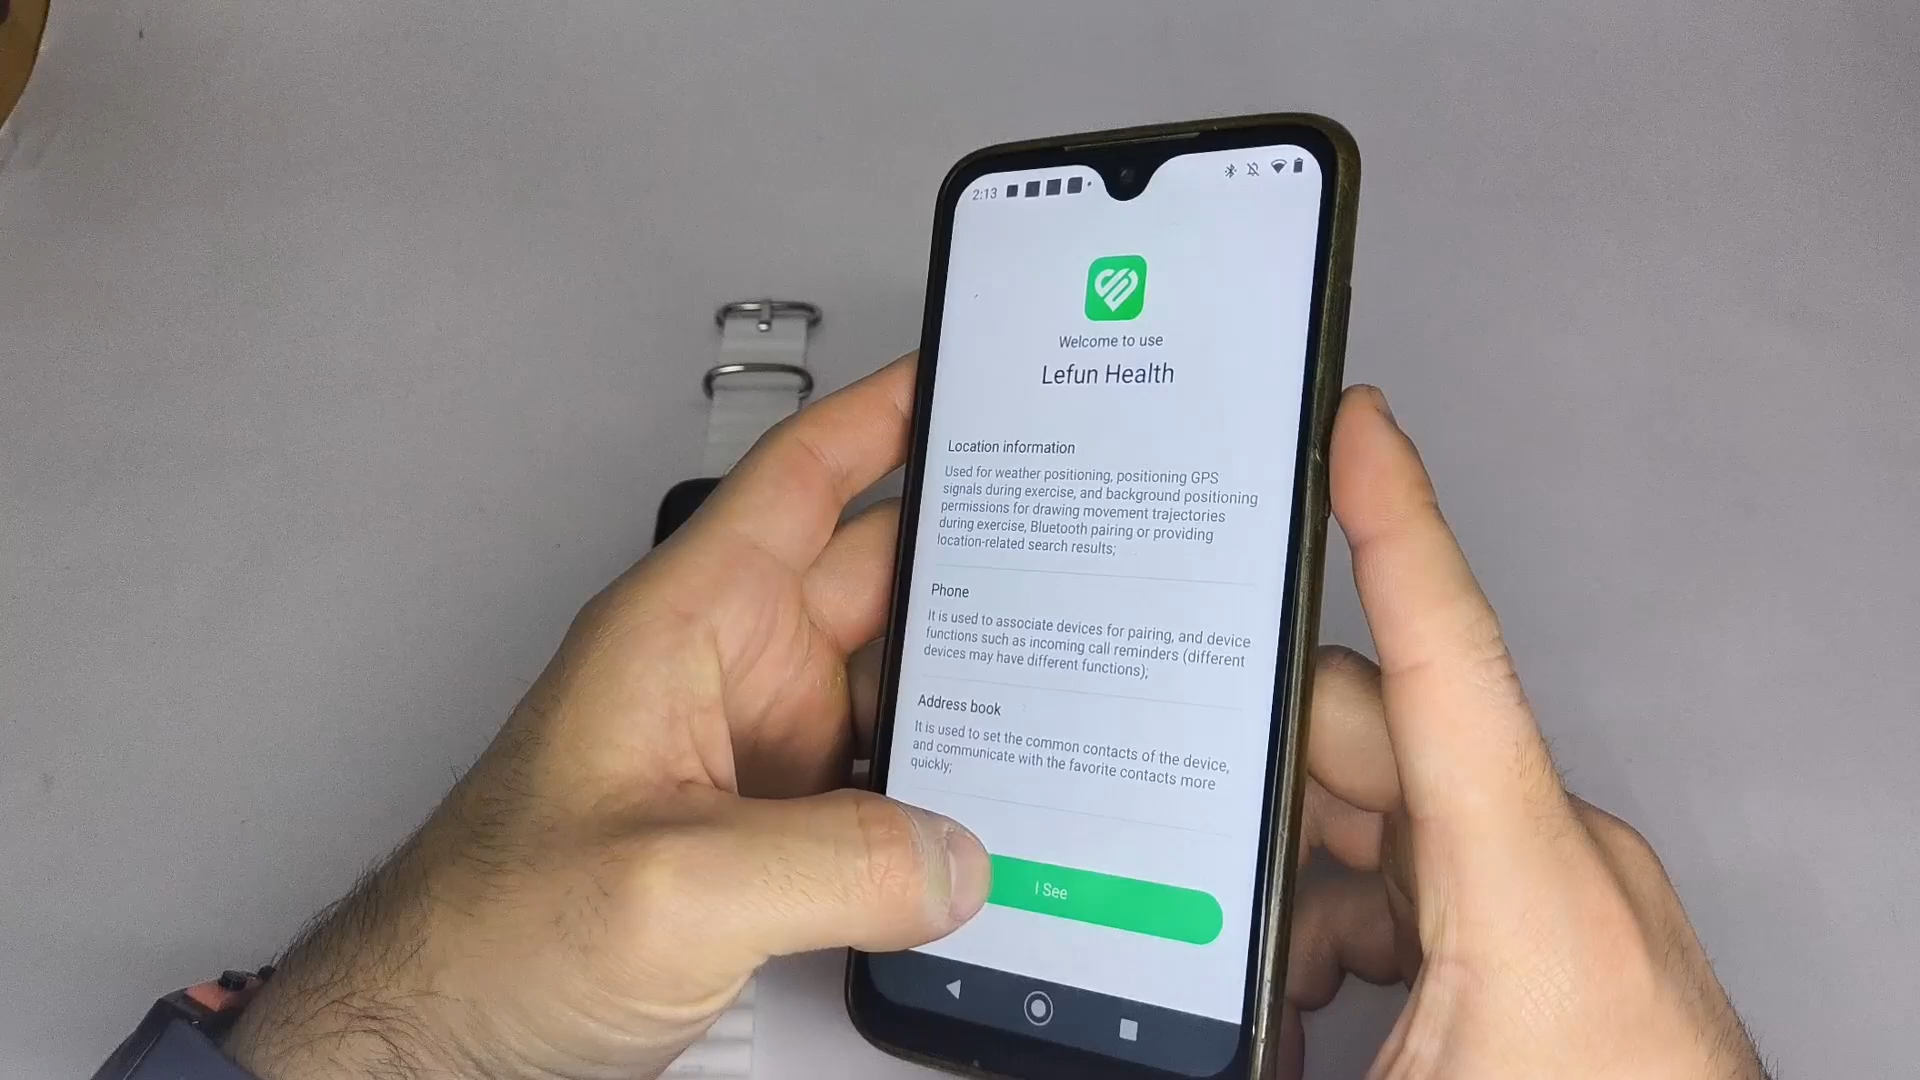 2:13
Welcome to use
Lefun Health
Location information
Used for weather positioning, positioning GPS
signals during exercise, and background positioning
permissions for drawing movement trajectories
during exercise, Bluetooth pairing or providing
location-related search results;
Phone
It is used to associate devices for pairing, and device
functions such as incoming call reminders (different
devices may have different functions);
Address book
It is used to set the common contacts of the device,
and communicate with the favorite contacts more
quickly;
I See